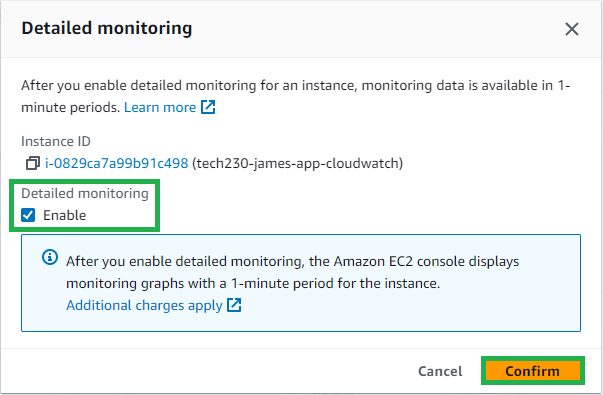 Detailed monitoring
After you enable detailed monitoring for an instance, monitoring data is available in 1-
minute periods. Learn more
Instance ID
i-0829ca7a99b91c498 (tech230-james-app-cloudwatch)
Detailed monitoring
Enable
After you enable detailed monitoring, the Amazon EC2 console displays
monitoring graphs with a 1-minute period for the instance.
Additional charges apply
Cancel Confirm